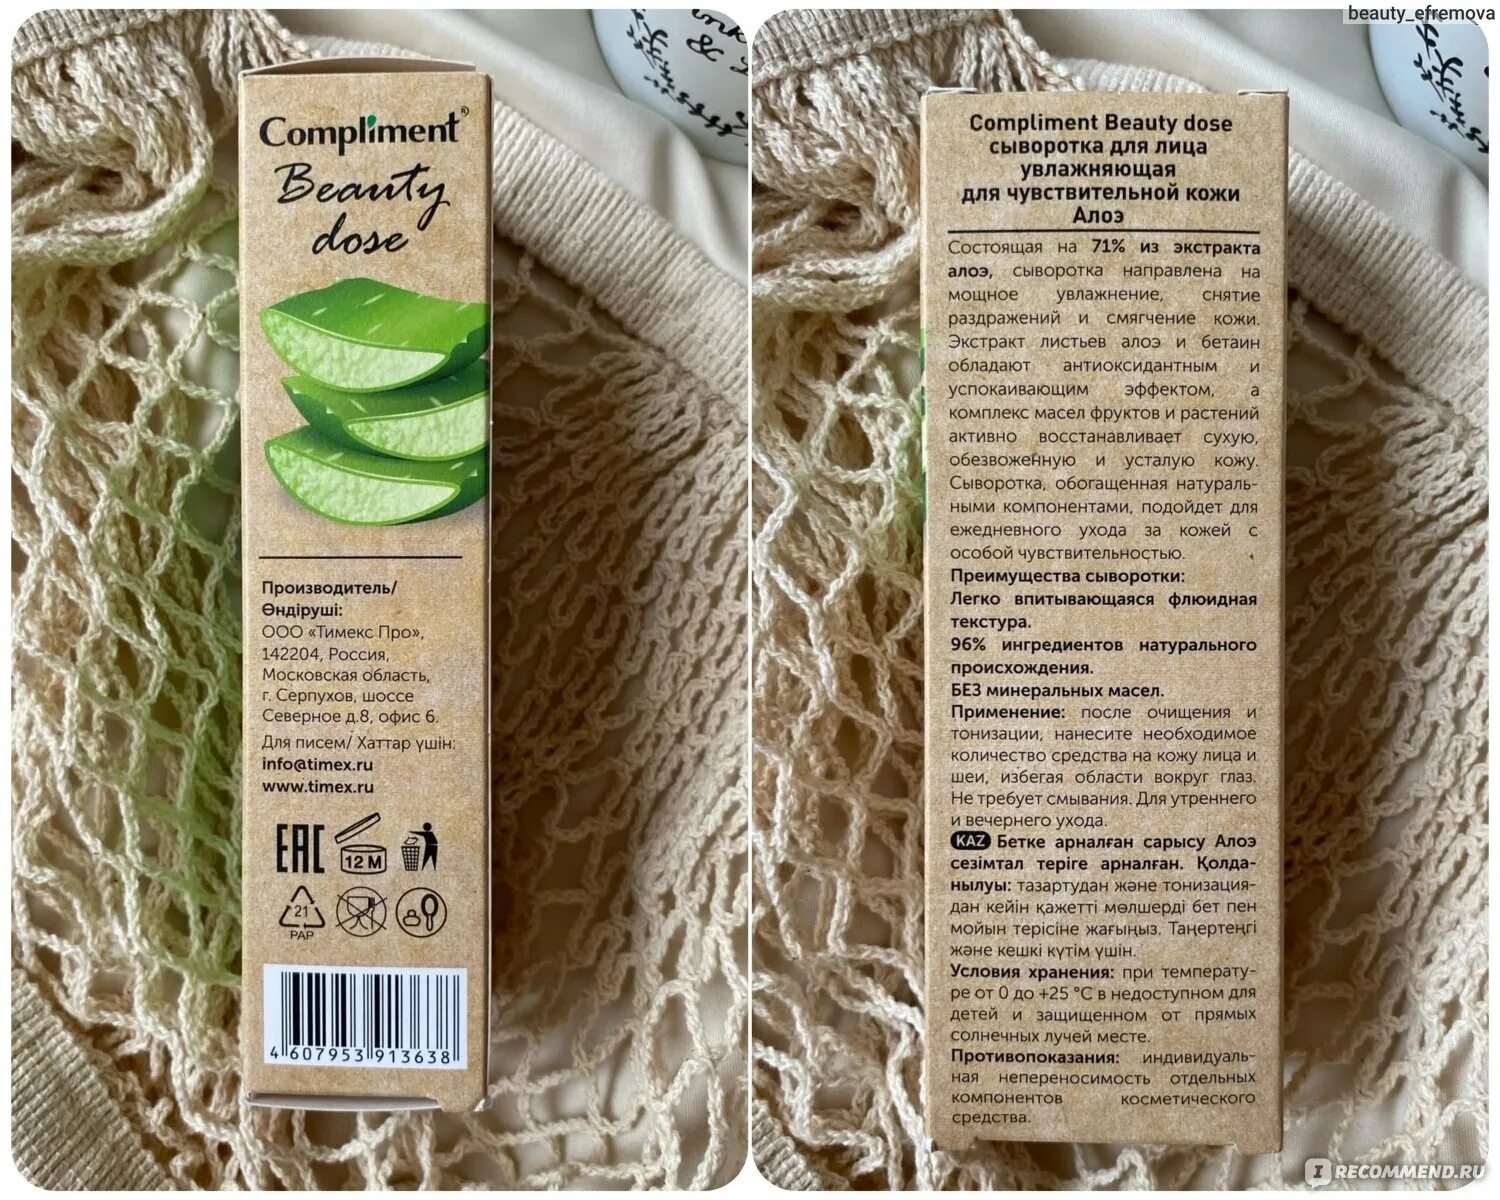 beauty_efremova
Compliment®
Beauty
dose
Производитель/
Өндіруші:
ООО «Тимекс Про»,
142204, Россия,
Московская область,
г. Серпухов, шоссе
Северное д.8, офис 6.
Для писем/ Хаттар үшін:
info@timex.ru
www.timex.ru
EAC
12 M
21
PAP
4 607953 913638
Compliment Beauty dose
сыворотка для лица
увлажняющая
для чувствительной кожи
Алоэ
Состоящая на 71% из экстракта
алоэ, сыворотка направлена на
мощное увлажнение, снятие
раздражений и смягчение кожи.
Экстракт листьев алоэ и бетаин
обладают антиоксидантным и
успокаивающим эффектом, а
комплекс масел фруктов и растений
активно восстанавливает сухую,
обезвоженную и усталую кожу.
Сыворотка, обогащенная натураль-
ными компонентами, подойдет для
ежедневного ухода за кожей с
особой чувствительностью.
Преимущества сыворотки:
Легко впитывающаяся флюидная
текстура.
96% ингредиентов натурального
происхождения.
БЕЗ минеральных масел.
Применение: после очищения и
тонизации, нанесите необходимое
количество средства на кожу лица и
шеи, избегая области вокруг глаз.
Не требует смывания. Для утреннего
и вечернего ухода.
KAZ Бетке арналған сарысу Алоэ
сезімтал теріге арналған. Қолда-
нылуы: тазартудан және тонизация-
дан кейін қажетті мөлшерді бет пен
мойын терісіне жағыңыз. Таңертеңгі
және кешкі күтім үшін.
Условия хранения: при температу-
ре от 0 до +25 °C в недоступном для
детей и защищенном от прямых
солнечных лучей месте.
Противопоказания: индивидуаль-
ная непереносимость отдельных
компонентов косметического
средства.
IRECOMMEND.RU